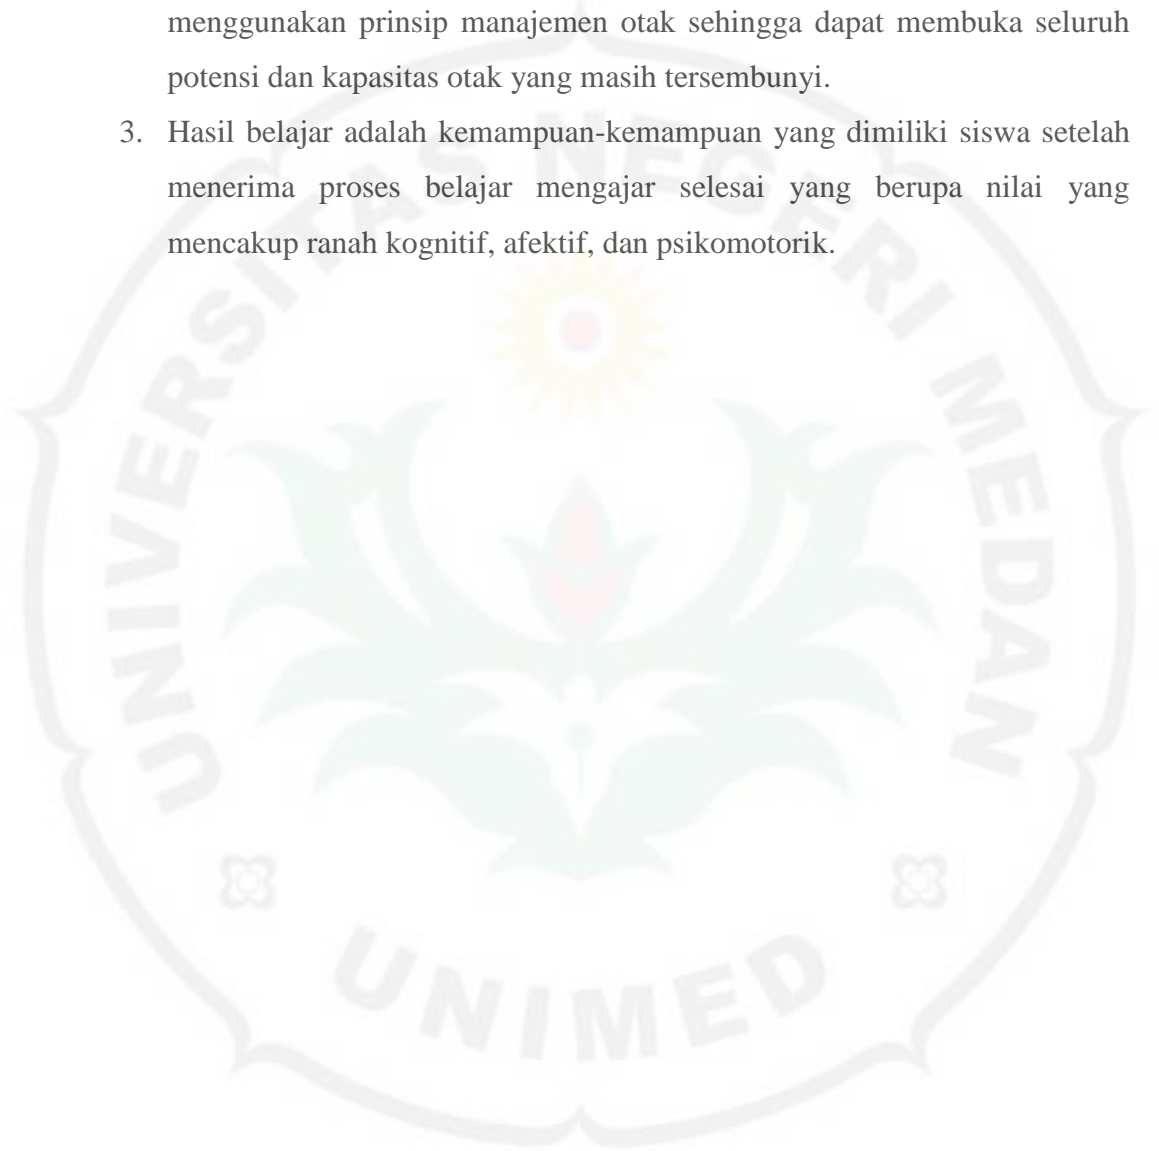 menggunakan prinsip manajemen otak sehingga dapat membuka seluruh
potensi dan kapasitas otak yang masih tersembunyi.
3. Hasil belajar adalah kemampuan-kemampuan yang dimiliki siswa setelah
menerima proses belajar mengajar selesai yang berupa nilai yang
mencakup ranah kognitif, afektif, dan psikomotorik.
UNIVERSITAS NEGERI MEDAN
UNIMED